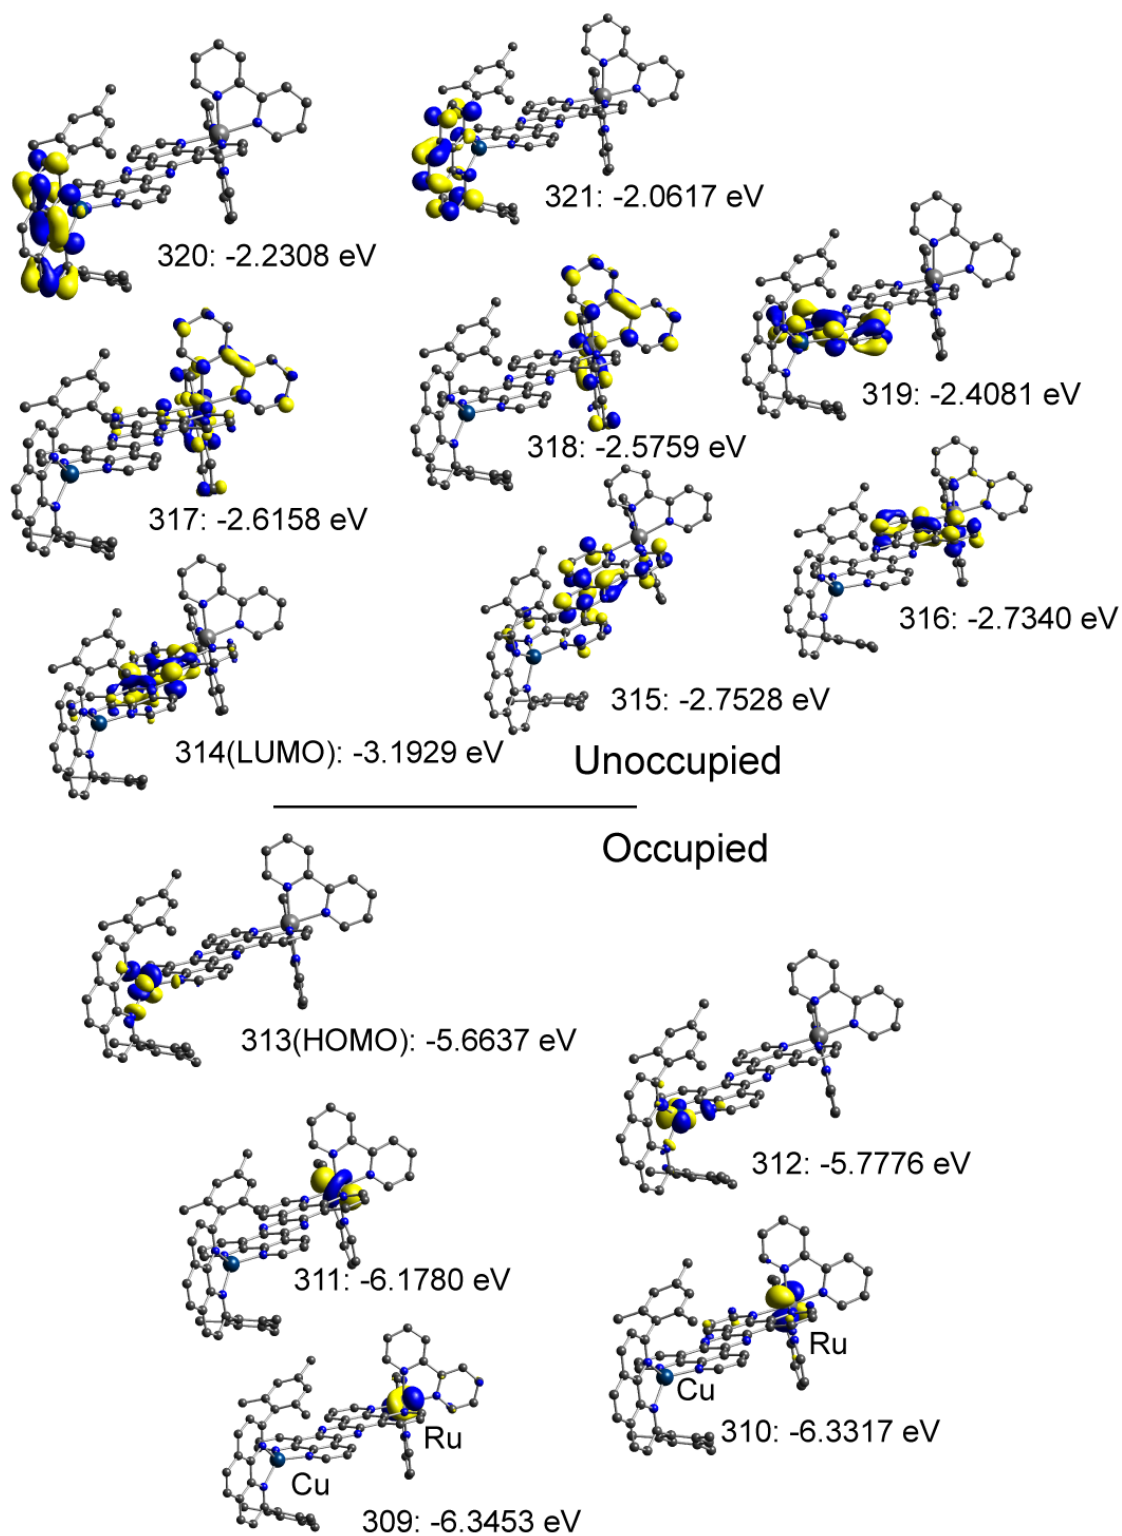 321: -2.0617 eV
320: -2.2308 eV
319: -2.4081 eV
318: -2.5759 eV
317: -2.6158 eV
316: -2.7340 eV
315: -2.7528 eV
314(LUMO): -3.1929 eV
Unoccupied
Occupied
313(HOMO): -5.6637 eV
312: -5.7776 eV
311: -6.1780 eV
Ru
Cu
310: -6.3317 eV
Ru
Cu
309: -6.3453 eV